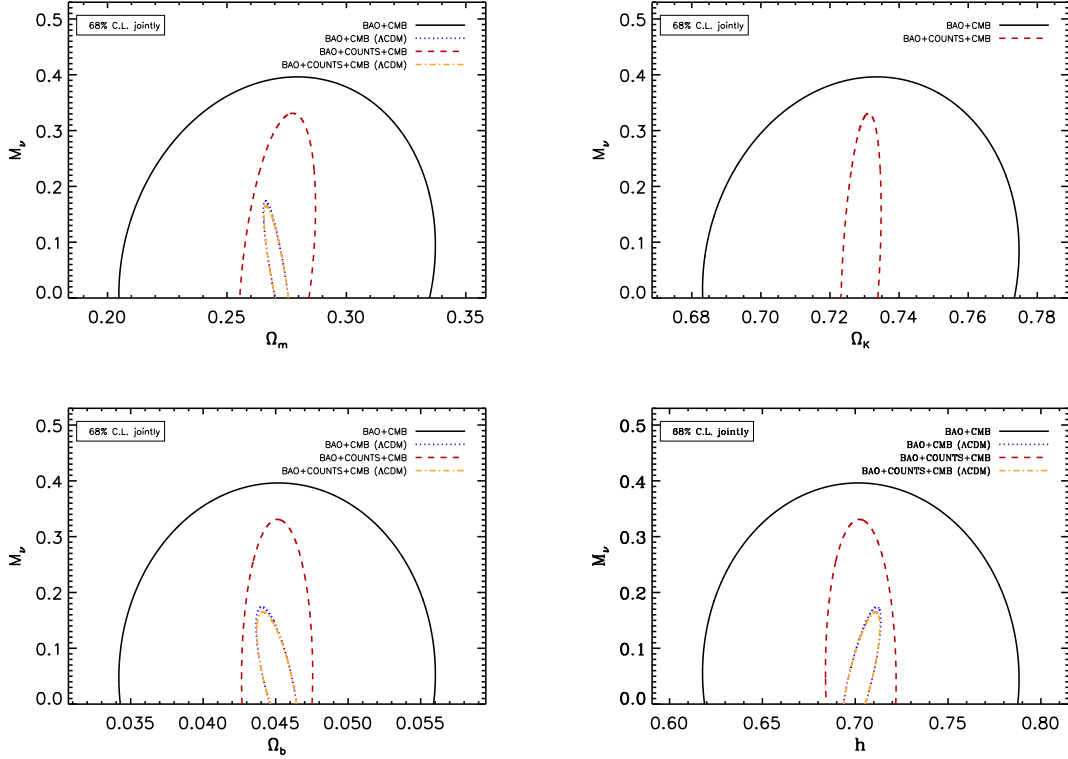 68% C.L. jointly
BAO+CMB
BAO+CMB (ΛCDM)
BAO+COUNTS+CMB
BAO+COUNTS+CMB (ΛCDM)
0.5
0.4
0.3
0.2
0.1
0.0
Mν
0.20 0.25 0.30 0.35
Ωm
68% C.L. jointly
BAO+CMB
BAO+COUNTS+CMB
0.5
0.4
0.3
0.2
0.1
0.0
Mν
0.68 0.70 0.72 0.74 0.76 0.78
ΩK
68% C.L. jointly
BAO+CMB
BAO+CMB (ΛCDM)
BAO+COUNTS+CMB
BAO+COUNTS+CMB (ΛCDM)
0.5
0.4
0.3
0.2
0.1
0.0
Mν
0.035 0.040 0.045 0.050 0.055
Ωb
68% C.L. jointly
BAO+CMB
BAO+CMB (ΛCDM)
BAO+COUNTS+CMB
BAO+COUNTS+CMB (ΛCDM)
0.5
0.4
0.3
0.2
0.1
0.0
Mν
0.60 0.65 0.70 0.75 0.80
h